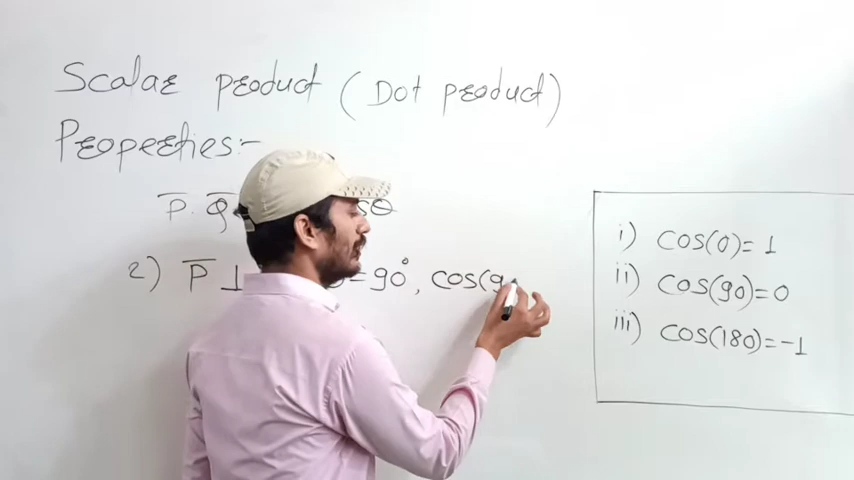 Scalar product (Dot product)
Properties:-
P̅. Q̅ sθ
2) P̅ ⊥ =90°, cos(9
i) cos(0)=1
ii) cos(90)=0
iii) cos(180)=-1